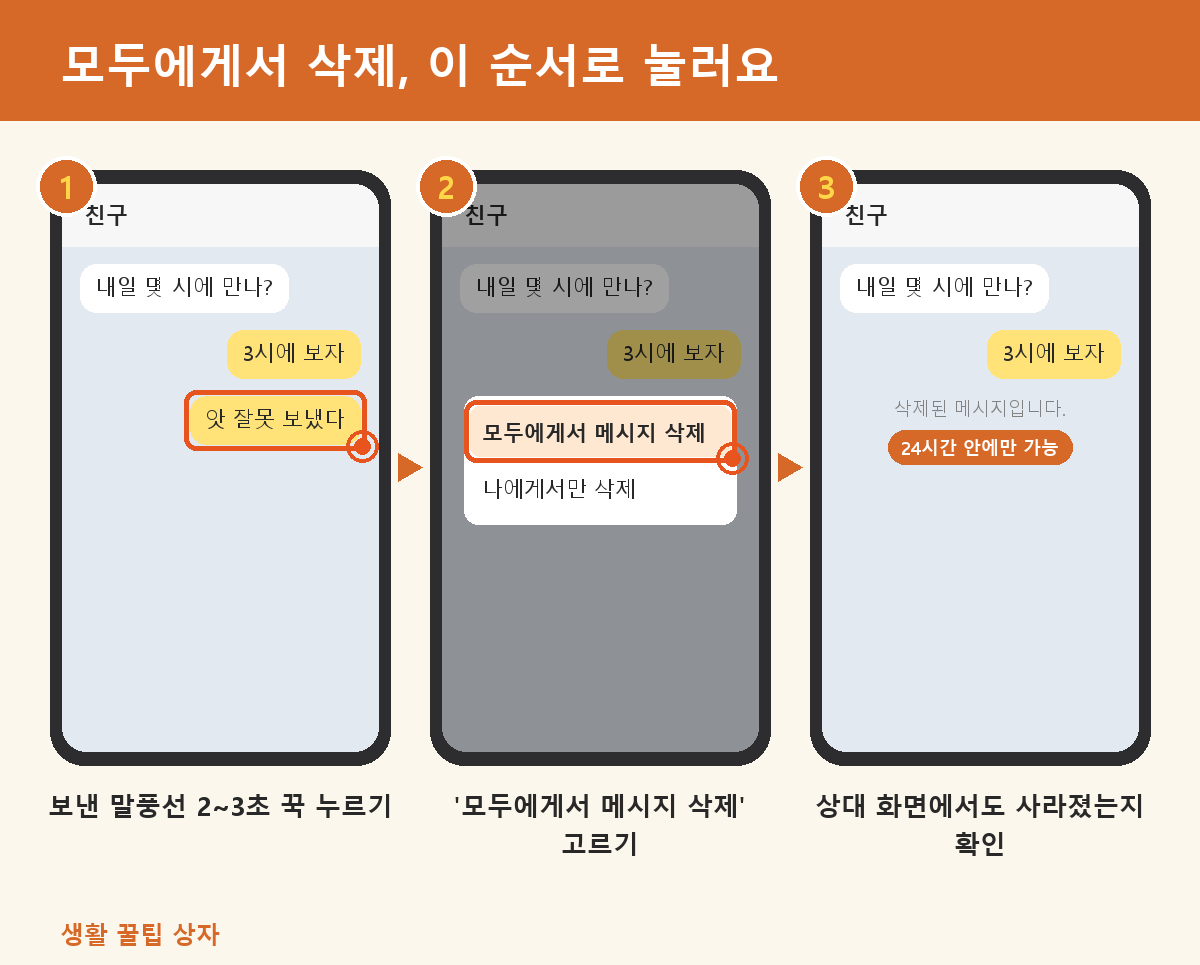 모두에게서 삭제, 이 순서로 눌러요
1
친구
내일 몇 시에 만나?
3시에 보자
앗 잘못 보냈다
보낸 말풍선 2~3초 꾹 누르기
2
친구
내일 몇 시에 만나?
3시에 보자
모두에게서 메시지 삭제
나에게서만 삭제
'모두에게서 메시지 삭제'
고르기
3
친구
내일 몇 시에 만나?
3시에 보자
삭제된 메시지입니다.
24시간 안에만 가능
상대 화면에서도 사라졌는지
확인
생활 꿀팁 상자